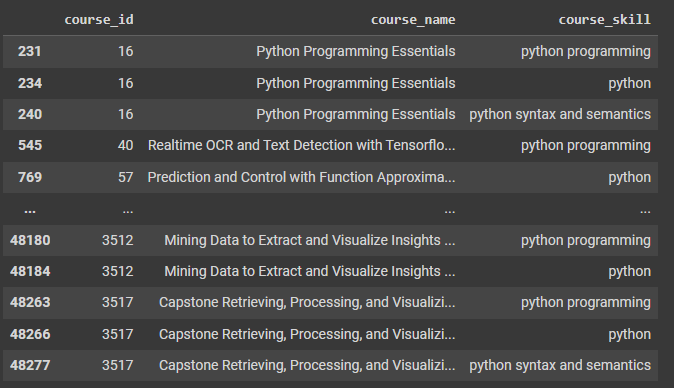 course_id course_name course_skill
231 16 Python Programming Essentials python programming
234 16 Python Programming Essentials python
240 16 Python Programming Essentials python syntax and semantics
545 40 Realtime OCR and Text Detection with Tensorflo... python programming
769 57 Prediction and Control with Function Approxima... python
... ... ... ...
48180 3512 Mining Data to Extract and Visualize Insights ... python programming
48184 3512 Mining Data to Extract and Visualize Insights ... python
48263 3517 Capstone Retrieving, Processing, and Visualizi... python programming
48266 3517 Capstone Retrieving, Processing, and Visualizi... python
48277 3517 Capstone Retrieving, Processing, and Visualizi... python syntax and semantics